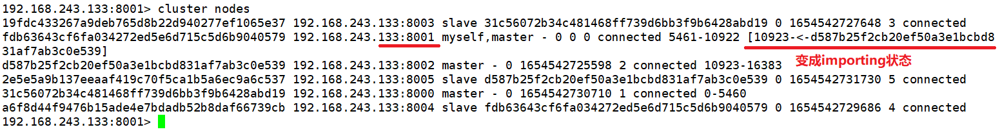 192.168.243.133:8001> cluster nodes
19fdc433267a9deb765d8b22d940277ef1065e37 192.168.243.133:8003 slave 31c56072b34c481468ff739d6bb3f9b6428abd19 0 1654542727648 3 connected
fdb63643cf6fa034272ed5e6d715c5d6b9040579 192.168.243.133:8001 myself,master - 0 0 0 connected 5461-10922 [10923-<-d587b25f2cb20ef50a3e1bcbd8
31af7ab3c0e539]
d587b25f2cb20ef50a3e1bcbd831af7ab3c0e539 192.168.243.133:8002 master - 0 1654542725598 2 connected 10923-16383
变成importing状态
2e5e5a9b137eeaaf419c70f5ca1b5a6ec9a6c537 192.168.243.133:8005 slave d587b25f2cb20ef50a3e1bcbd831af7ab3c0e539 0 1654542731730 5 connected
31c56072b34c481468ff739d6bb3f9b6428abd19 192.168.243.133:8000 master - 0 1654542730710 1 connected 0-5460
a6f8d44f9476b15ade4e7bdadb52b8daf66739cb 192.168.243.133:8004 slave fdb63643cf6fa034272ed5e6d715c5d6b9040579 0 1654542729686 4 connected
192.168.243.133:8001>